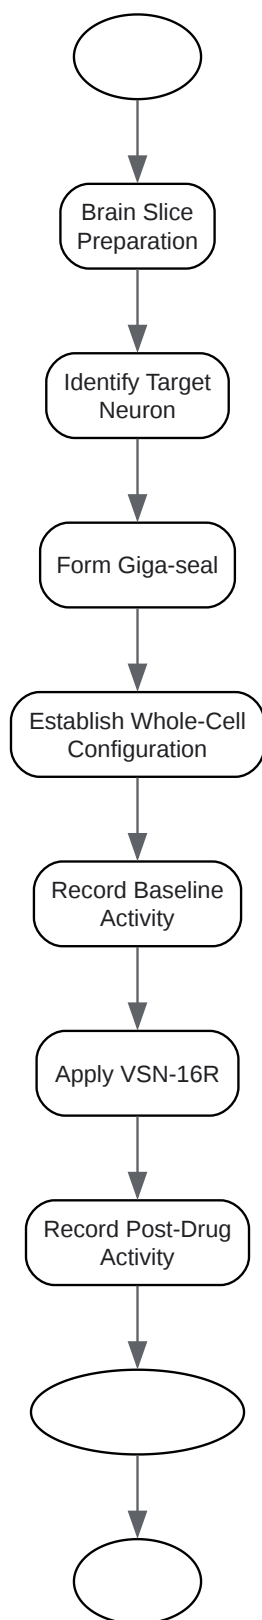 Brain Slice
Preparation
Identify Target
Neuron
Form Giga-seal
Establish Whole-Cell
Configuration
Record Baseline
Activity
Apply VSN-16R
Record Post-Drug
Activity